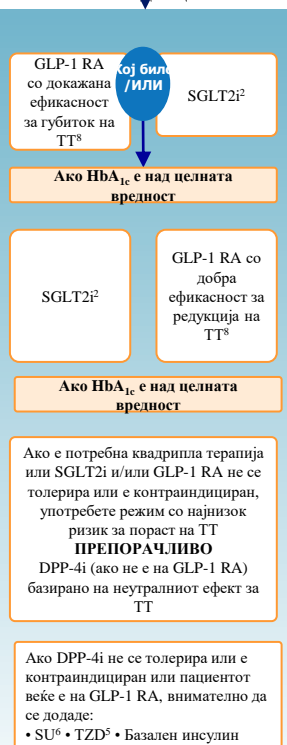 GLP-1 RA
со докажана
ефикасност
за губиток на
ТТ⁸
Кој било
/ИЛИ
SGLT2i²
Ако HbA₁c е над целната
вредност
SGLT2i²
GLP-1 RA со
добра
ефикасност за
редукција на
ТТ⁸
Ако HbA₁c е над целната
вредност
Ако е потребна квадрипла терапија
или SGLT2i и/или GLP-1 RA не се
толерира или е контраиндициран,
употребете режим со најнизок
ризик за пораст на ТТ
ПРЕПОРАЧЛИВО
DPP-4i (ако не е на GLP-1 RA)
базирано на неутралниот ефект за
ТТ
Ако DPP-4i не се толерира или е
контраиндициран или пациентот
веќе е на GLP-1 RA, внимателно да
се додаде:
• SU⁶ • TZD⁵ • Базален инсулин